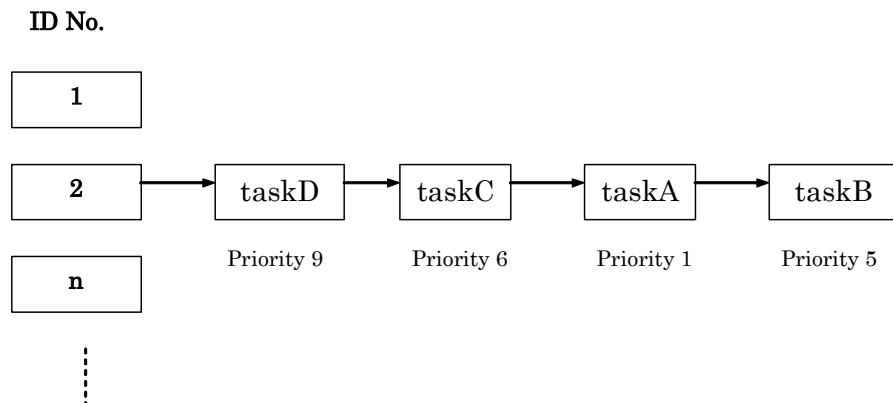 ID No.
1
2
taskD
taskC
taskA
taskB
Priority 9
Priority 6
Priority 1
Priority 5
n